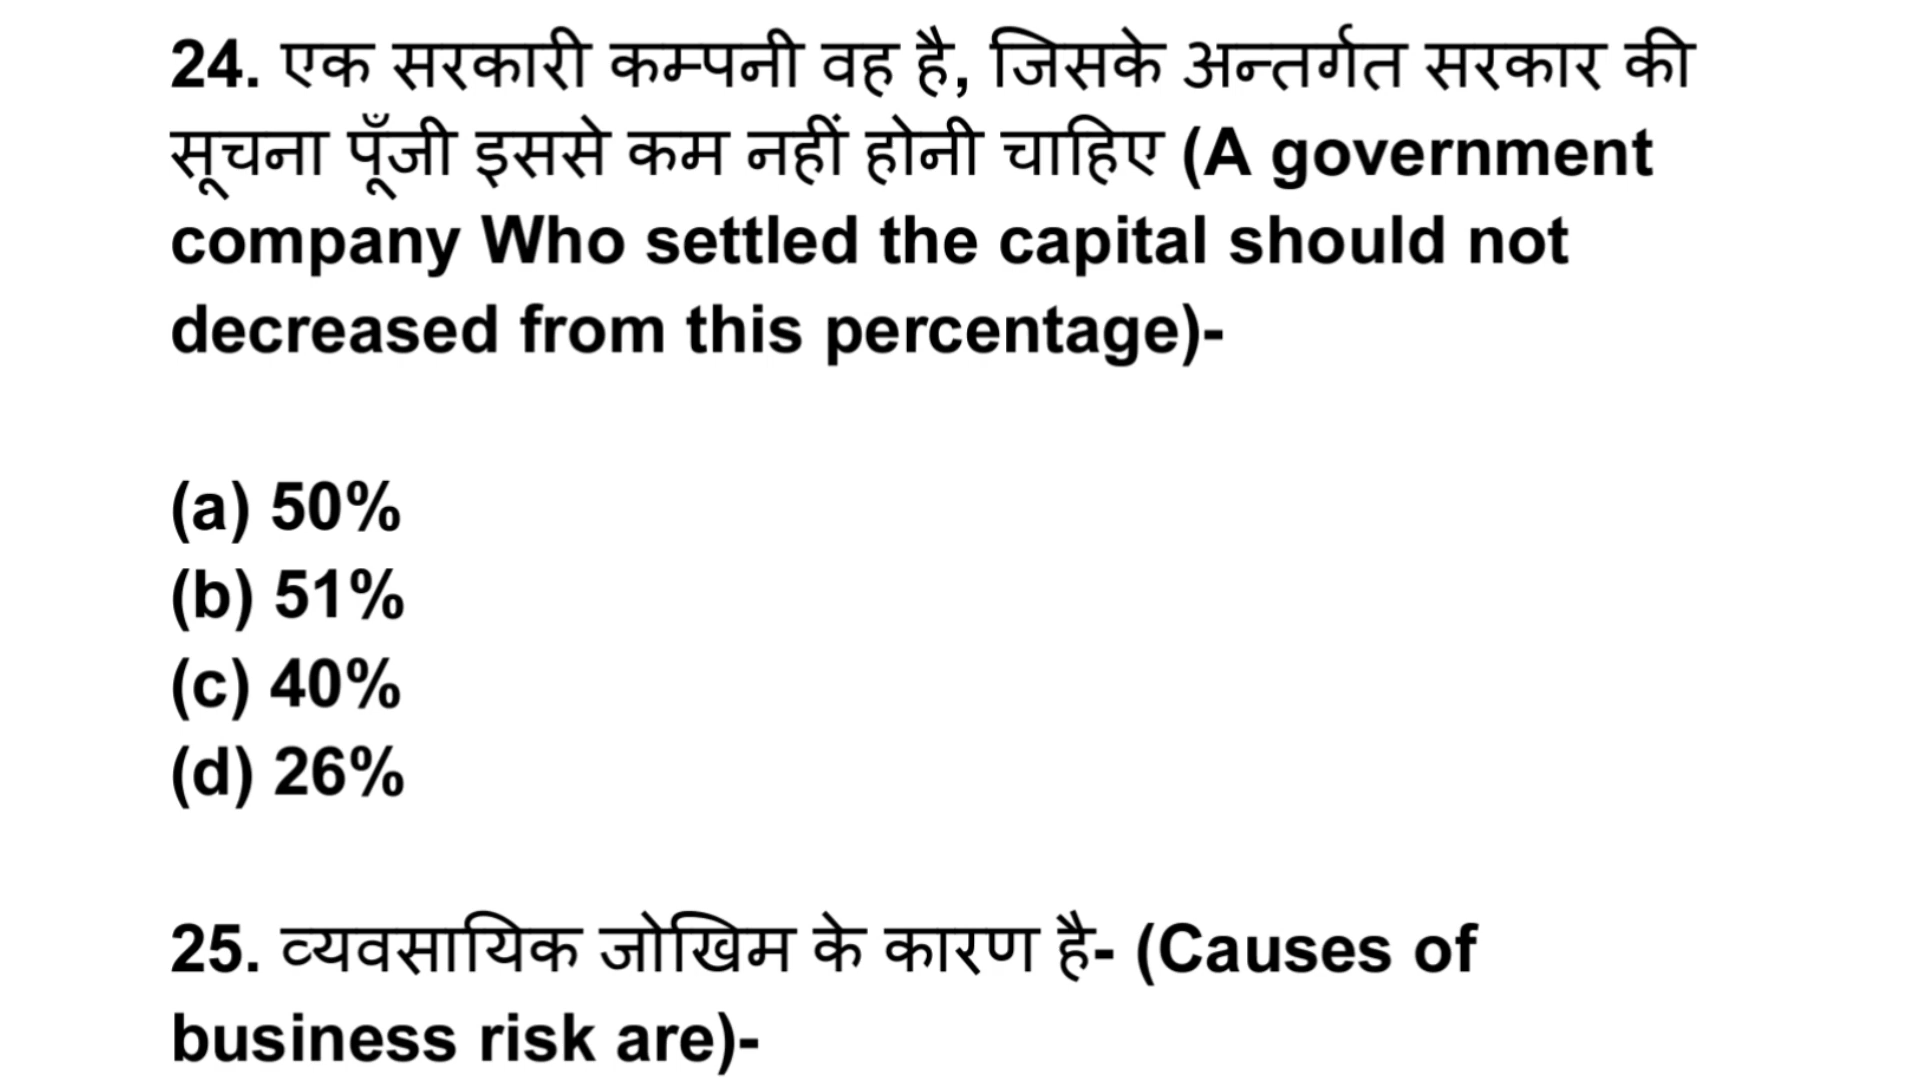 24. एक सरकारी कम्पनी वह है, जिसके अन्तर्गत सरकार की
सूचना पूँजी इससे कम नहीं होनी चाहिए (A government
company Who settled the capital should not
decreased from this percentage)-
(a) 50%
(b) 51%
(c) 40%
(d) 26%
25. व्यवसायिक जोखिम के कारण है- (Causes of
business risk are)-